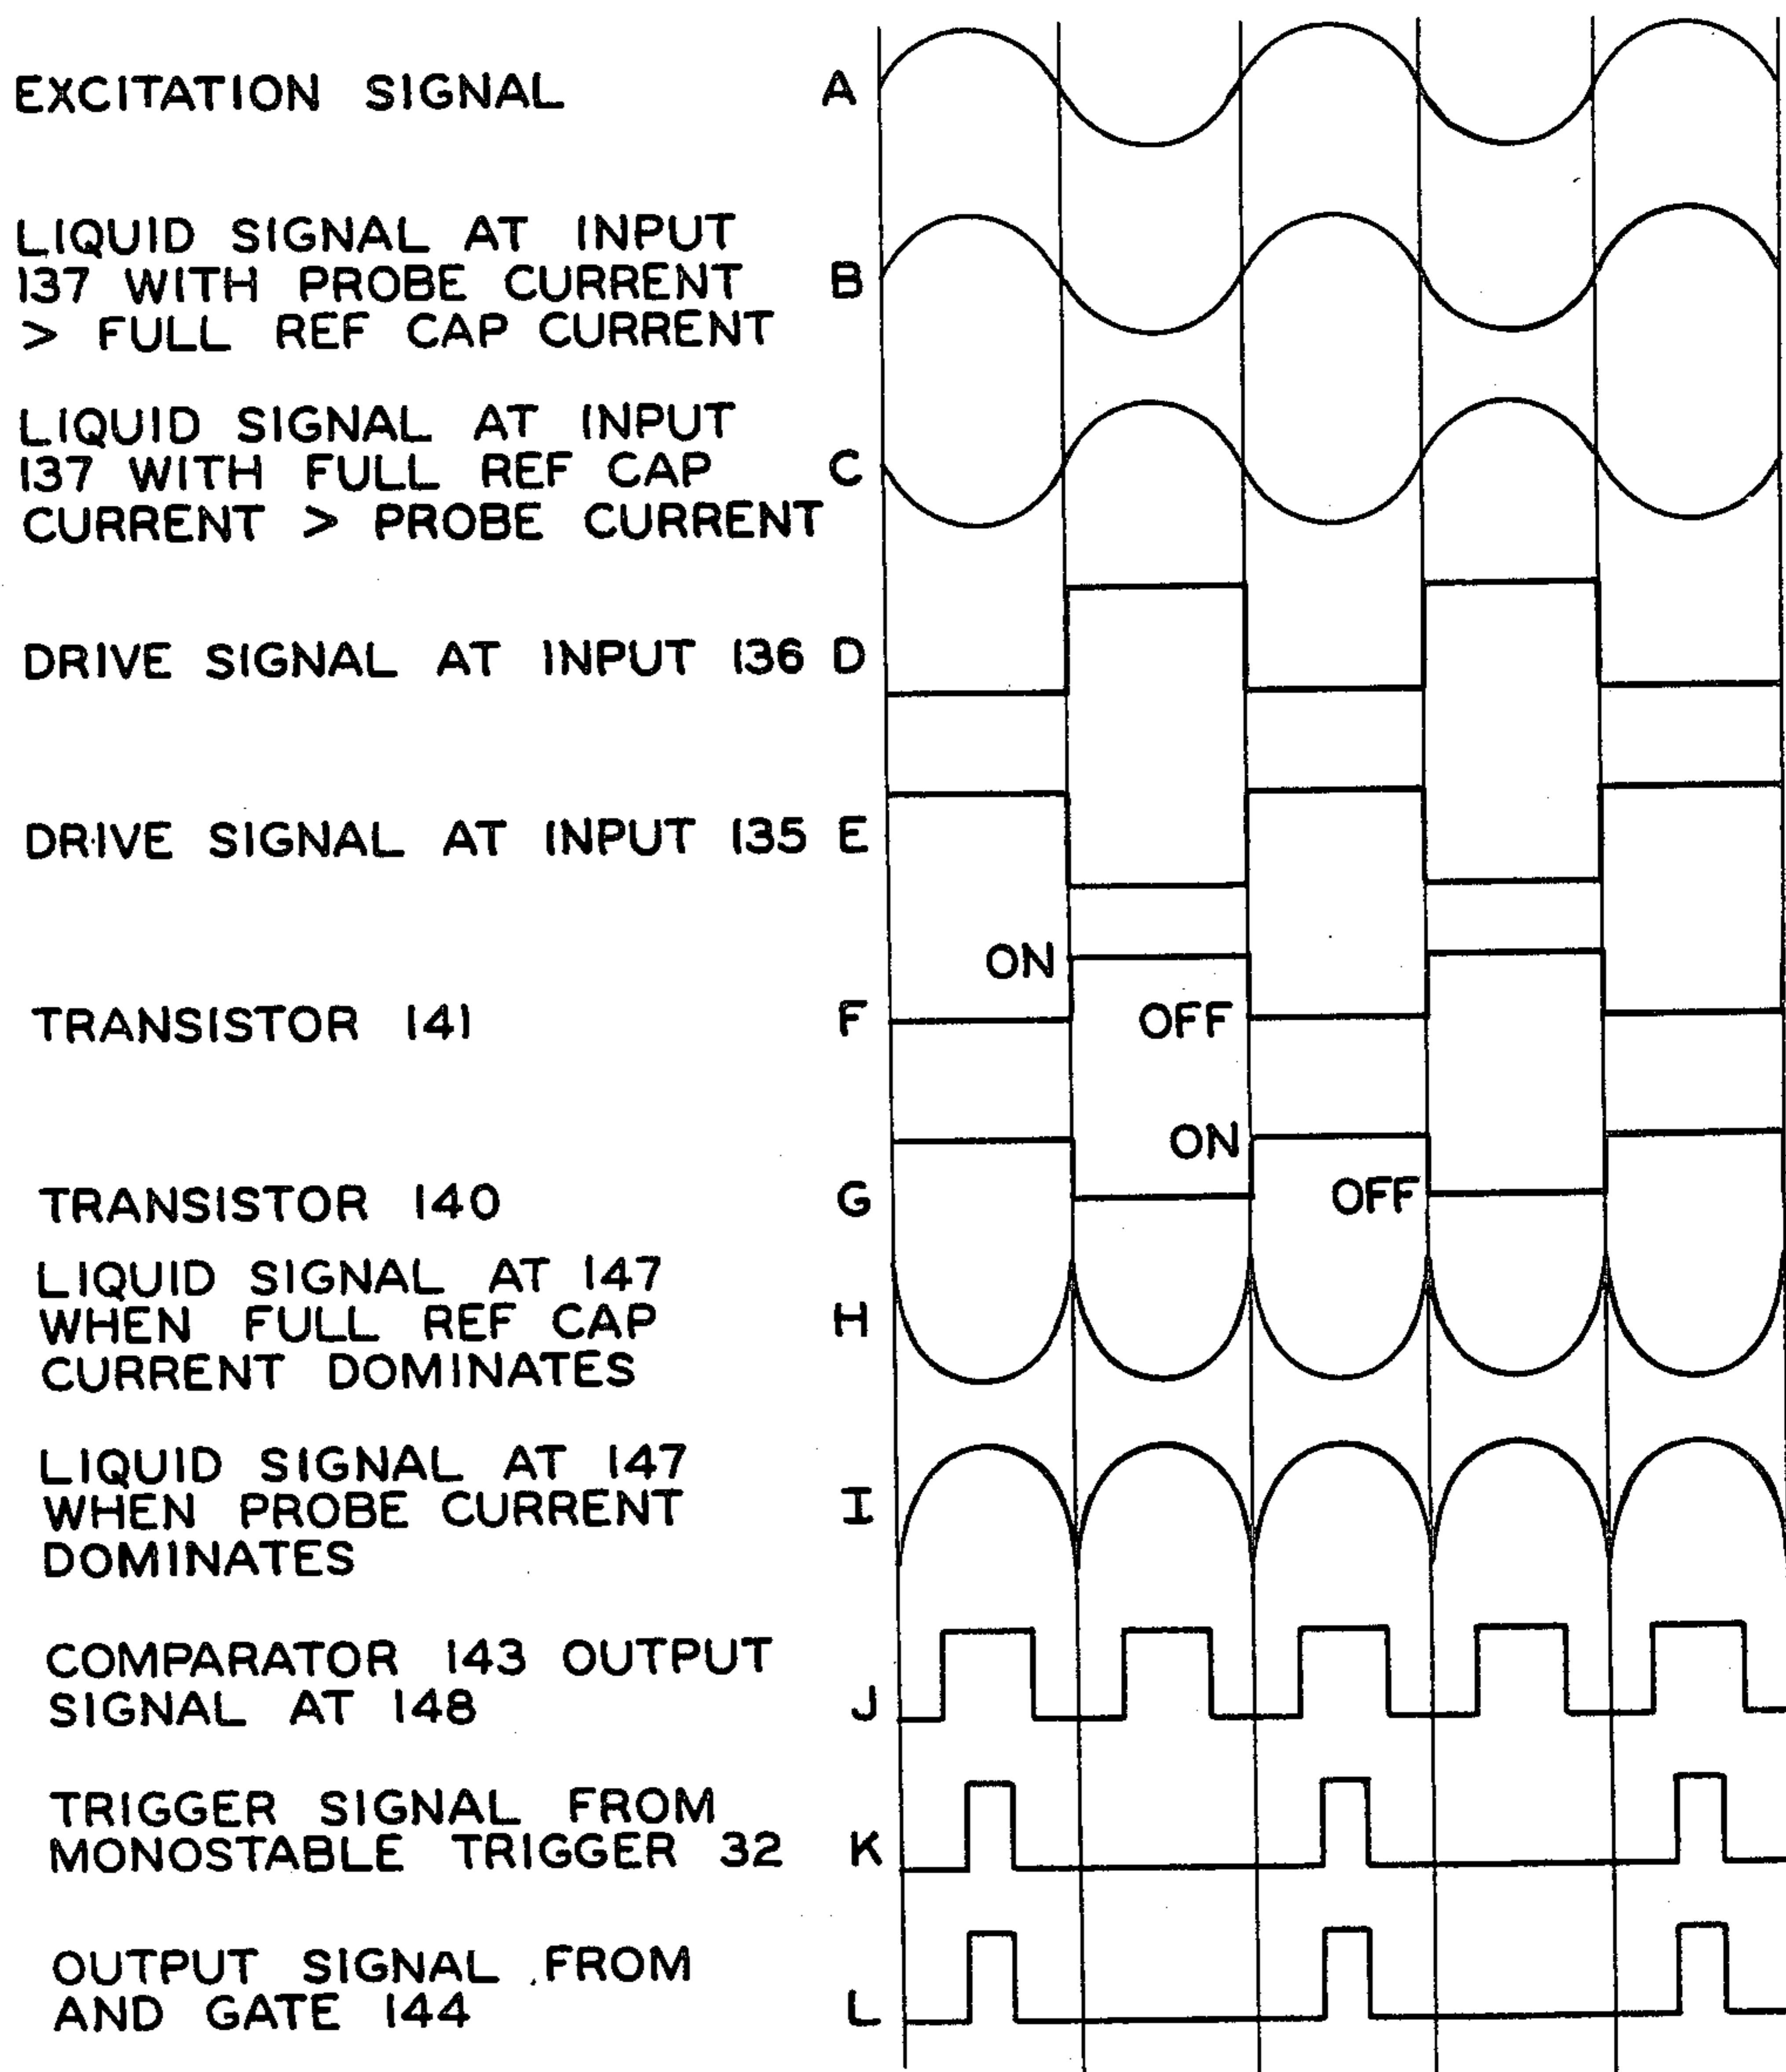 EXCITATION SIGNAL A
LIQUID SIGNAL AT INPUT
137 WITH PROBE CURRENT B
> FULL REF CAP CURRENT
LIQUID SIGNAL AT INPUT
137 WITH FULL REF CAP C
CURRENT > PROBE CURRENT
DRIVE SIGNAL AT INPUT 136 D
DRIVE SIGNAL AT INPUT 135 E
ON
TRANSISTOR 141 F OFF
ON
TRANSISTOR 140 G OFF
LIQUID SIGNAL AT 147
WHEN FULL REF CAP H
CURRENT DOMINATES
LIQUID SIGNAL AT 147
WHEN PROBE CURRENT I
DOMINATES
COMPARATOR 143 OUTPUT
SIGNAL AT 148 J
TRIGGER SIGNAL FROM
MONOSTABLE TRIGGER 32 K
OUTPUT SIGNAL FROM
AND GATE 144 L